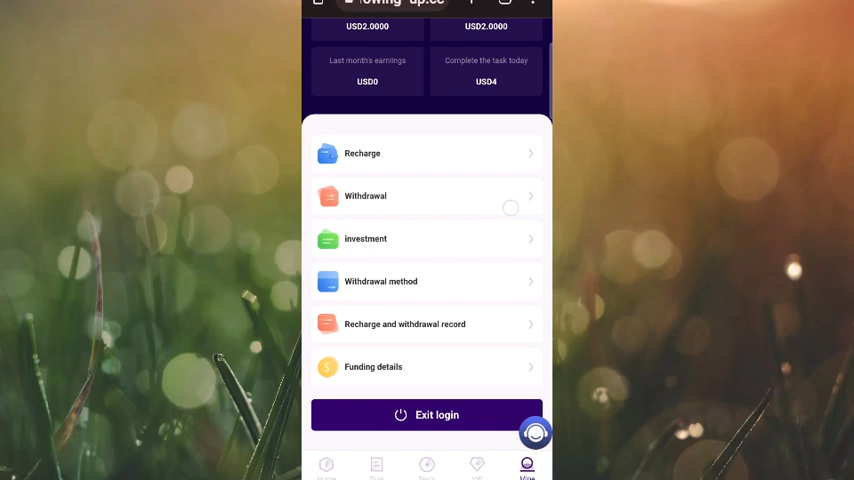 USD2.0000 USD2.0000
Last month's earnings Complete the task today
USD0 USD4
Recharge
Withdrawal
investment
Withdrawal method
Recharge and withdrawal record
Funding details
Exit login
VIP